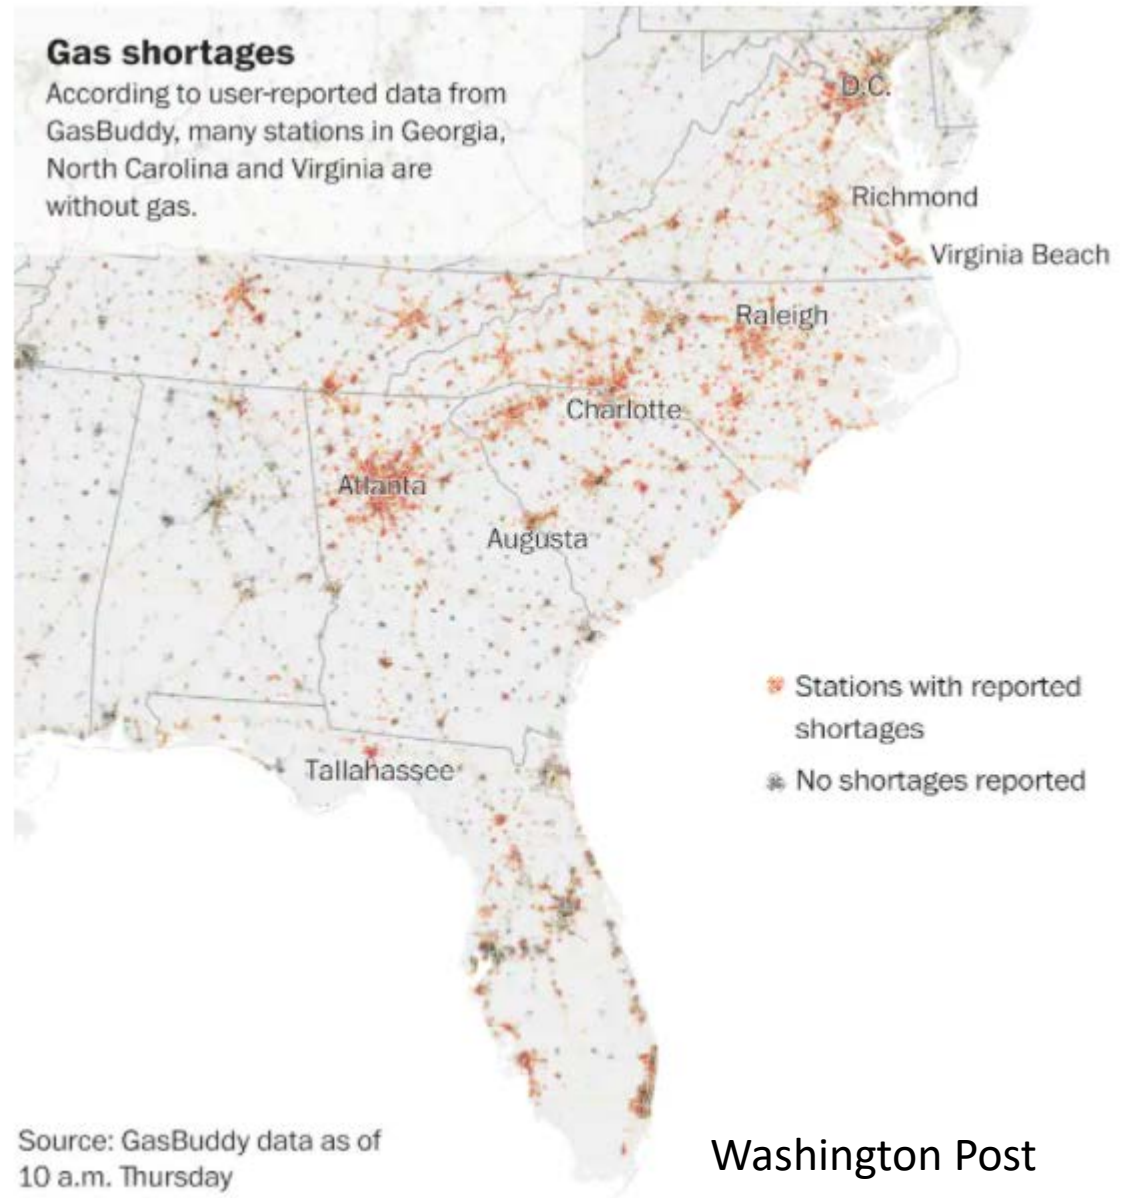 Gas shortages
According to user-reported data from
GasBuddy, many stations in Georgia,
North Carolina and Virginia are
without gas.
D.C.
Richmond
Virginia Beach
Raleigh
Charlotte
Atlanta
Augusta
Stations with reported
shortages
Tallahassee
No shortages reported
Source: GasBuddy data as of
10 a.m. Thursday
Washington Post